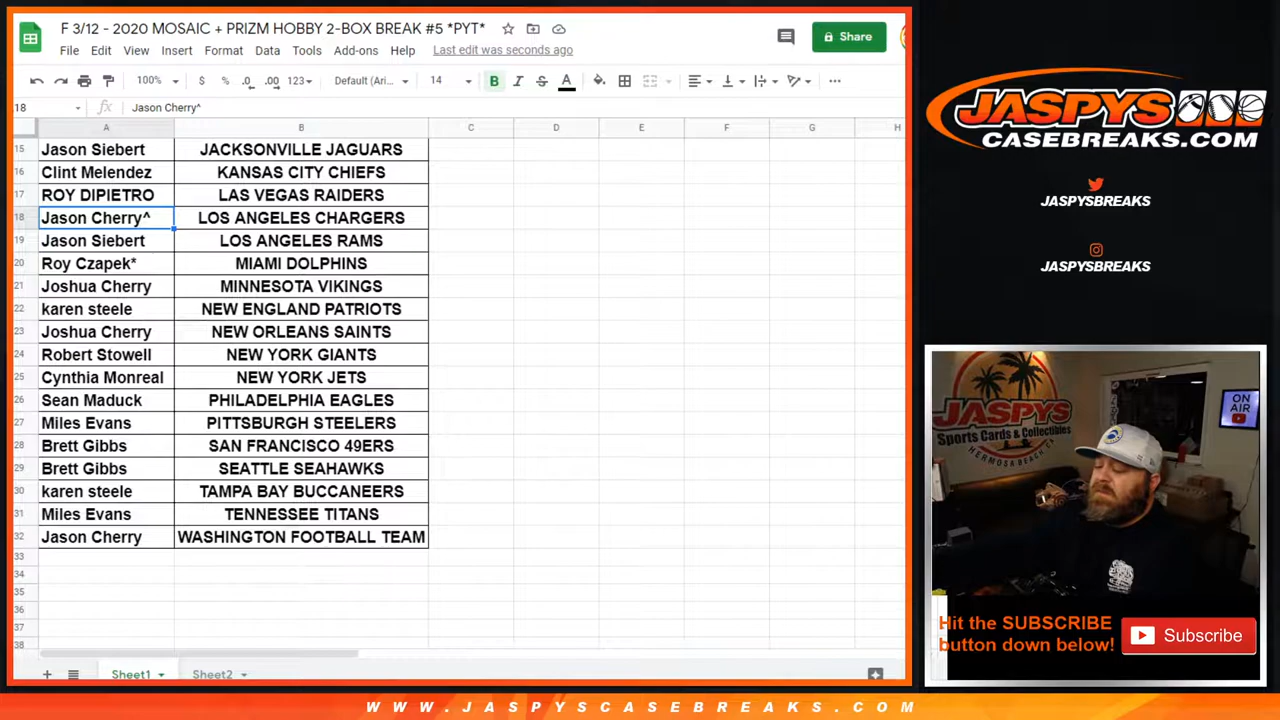 F 3/12 - 2020 MOSAIC + PRIZM HOBBY 2-BOX BREAK #5 *PYT*
File Edit View Insert Format Data Tools Add-ons Help Last edit was seconds ago
Share
100% $ % .0 .00 123 Default (Ari... 14 B I S A
18 fx Jason Cherry^
A B C D E F G H
15 Jason Siebert JACKSONVILLE JAGUARS
16 Clint Melendez KANSAS CITY CHIEFS
17 ROY DIPIETRO LAS VEGAS RAIDERS
18 Jason Cherry^ LOS ANGELES CHARGERS
19 Jason Siebert LOS ANGELES RAMS
20 Roy Czapek* MIAMI DOLPHINS
21 Joshua Cherry MINNESOTA VIKINGS
22 karen steele NEW ENGLAND PATRIOTS
23 Joshua Cherry NEW ORLEANS SAINTS
24 Robert Stowell NEW YORK GIANTS
25 Cynthia Monreal NEW YORK JETS
26 Sean Maduck PHILADELPHIA EAGLES
27 Miles Evans PITTSBURGH STEELERS
28 Brett Gibbs SAN FRANCISCO 49ERS
29 Brett Gibbs SEATTLE SEAHAWKS
30 karen steele TAMPA BAY BUCCANEERS
31 Miles Evans TENNESSEE TITANS
32 Jason Cherry WASHINGTON FOOTBALL TEAM
33
34
35
36
37
38
Sheet1 Sheet2
JASPYS
CASEBREAKS.COM
JASPYSBREAKS
JASPYSBREAKS
JASPYS
Sports Cards & Collectibles
HERMOSA BEACH CA
ON
AIR
Hit the SUBSCRIBE
button down below!
Subscribe
WWW.JASPYSCASEBREAKS.COM